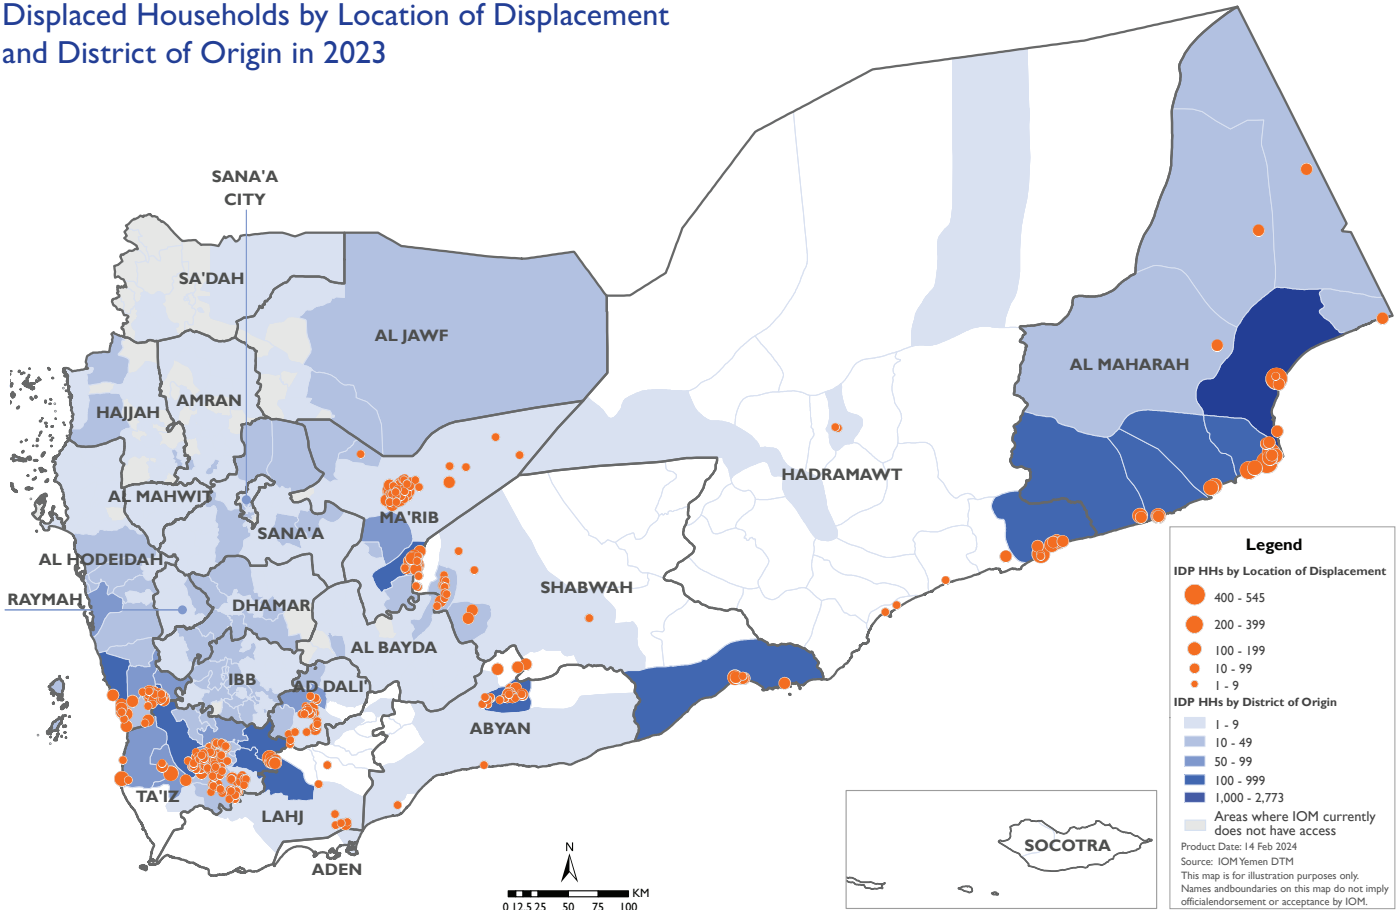 Displaced Households by Location of Displacement
and District of Origin in 2023
SANA'A
CITY
SA'DAH
AL JAWF
HAJJAH
AMRAN
AL MAHARAH
AL MAHWIT
HADRAMAWT
MA'RIB
SANA'A
AL HODEIDAH
SHABWAH
RAYMAH
DHAMAR
AL BAYDA
IBB
AD DALI'
ABYAN
TA'IZ
LAHJ
ADEN
SOCOTRA
N
KM
0 12.5 25 50 75 100
Legend
IDP HHs by Location of Displacement
400 - 545
200 - 399
100 - 199
10 - 99
1 - 9
IDP HHs by District of Origin
1 - 9
10 - 49
50 - 99
100 - 999
1,000 - 2,773
Areas where IOM currently
does not have access
Product Date: 14 Feb 2024
Source: IOM Yemen DTM
This map is for illustration purposes only.
Names andboundaries on this map do not imply
officialendorsement or acceptance by IOM.